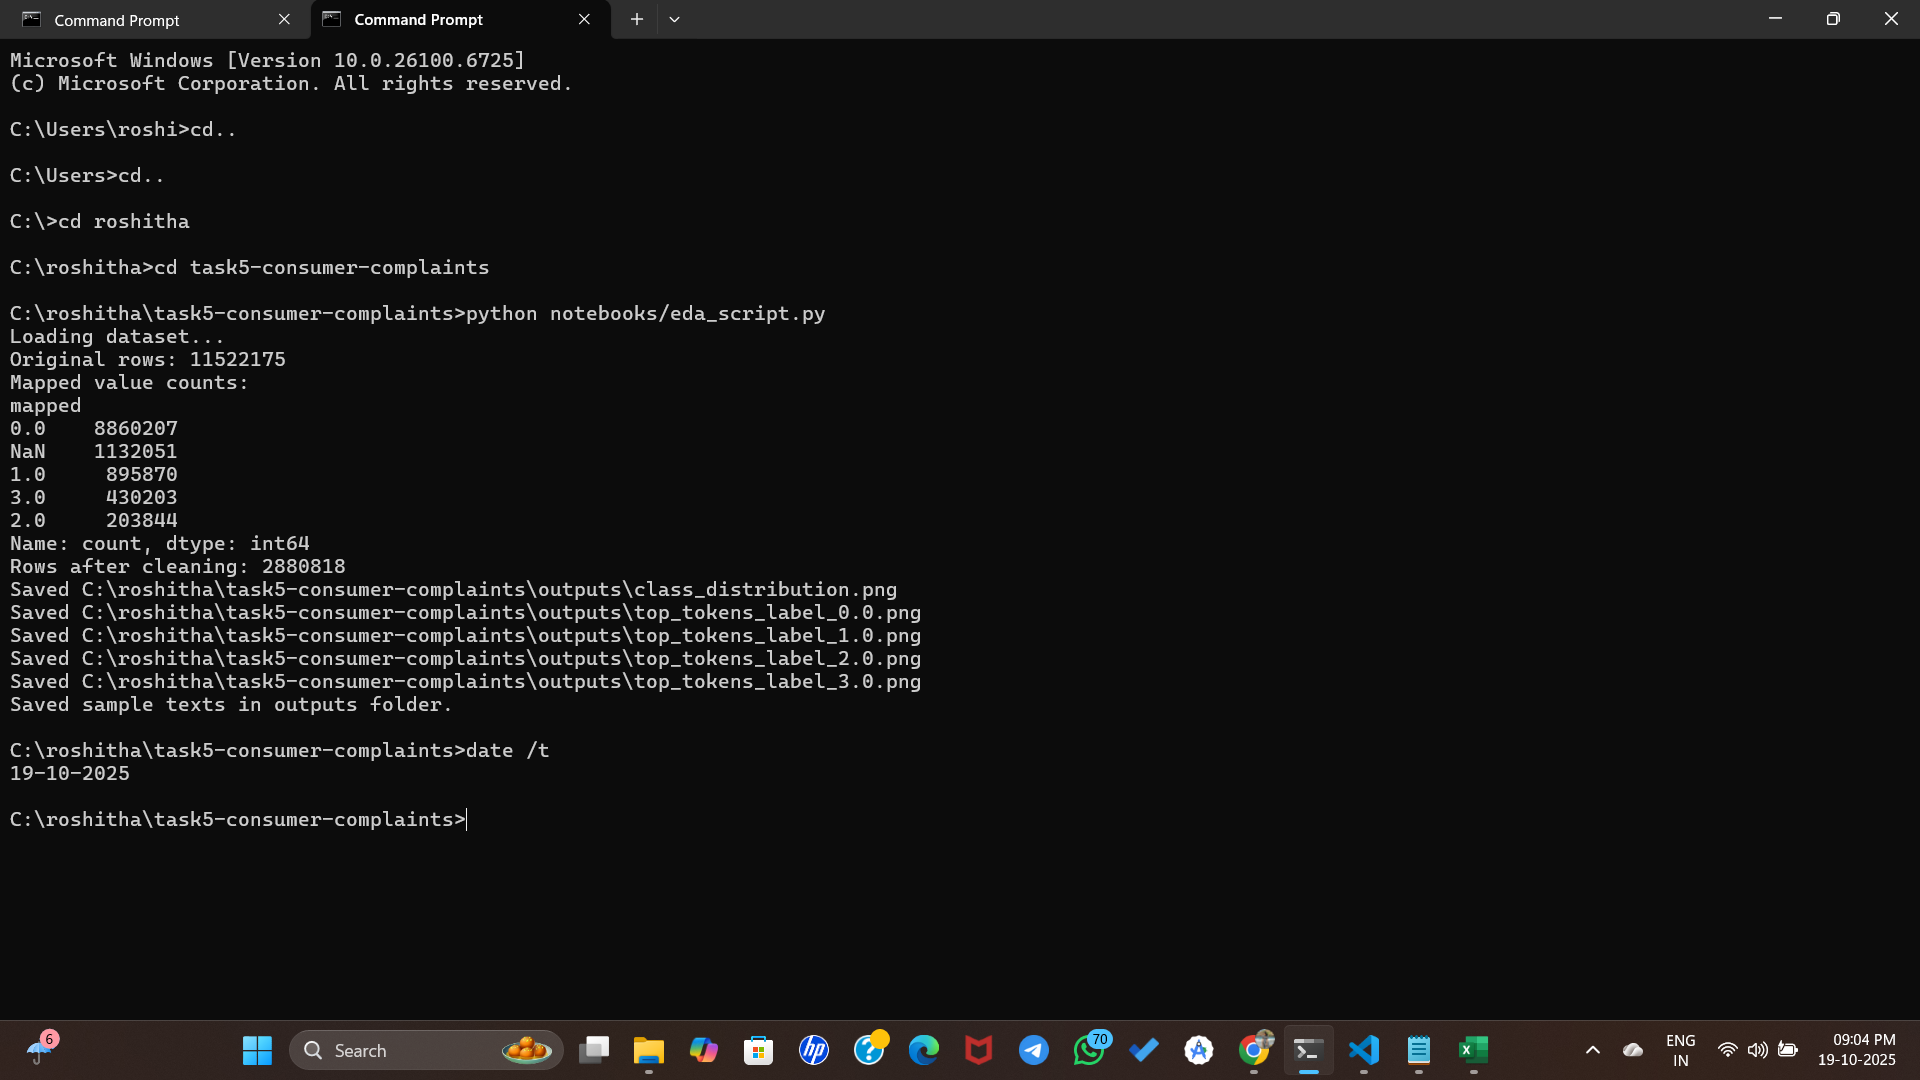 Command Prompt
Command Prompt
Microsoft Windows [Version 10.0.26100.6725]
(c) Microsoft Corporation. All rights reserved.
C:\Users\roshi>cd..
C:\Users>cd..
C:\>cd roshitha
C:\roshitha>cd task5-consumer-complaints
C:\roshitha\task5-consumer-complaints>python notebooks/eda_script.py
Loading dataset...
Original rows: 11522175
Mapped value counts:
mapped
0.0    8860207
NaN    1132051
1.0     895870
3.0     430203
2.0     203844
Name: count, dtype: int64
Rows after cleaning: 2880818
Saved C:\roshitha\task5-consumer-complaints\outputs\class_distribution.png
Saved C:\roshitha\task5-consumer-complaints\outputs\top_tokens_label_0.0.png
Saved C:\roshitha\task5-consumer-complaints\outputs\top_tokens_label_1.0.png
Saved C:\roshitha\task5-consumer-complaints\outputs\top_tokens_label_2.0.png
Saved C:\roshitha\task5-consumer-complaints\outputs\top_tokens_label_3.0.png
Saved sample texts in outputs folder.
C:\roshitha\task5-consumer-complaints>date /t
19-10-2025
C:\roshitha\task5-consumer-complaints>
6
Search
hp
70
ENG
IN
09:04 PM
19-10-2025